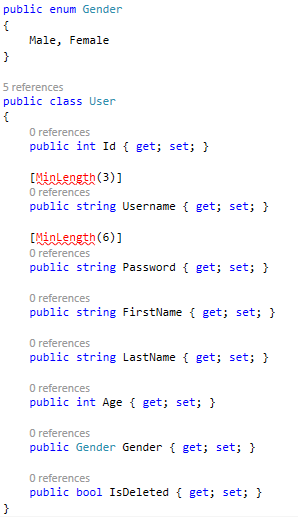 public enum Gender
{
Male, Female
}
5 references
public class User
{
0 references
public int Id { get; set; }
[MinLength(3)]
0 references
public string Username { get; set; }
[MinLength(6)]
0 references
public string Password { get; set; }
0 references
public string FirstName { get; set; }
0 references
public string LastName { get; set; }
0 references
public int Age { get; set; }
0 references
public Gender Gender { get; set; }
0 references
public bool IsDeleted { get; set; }
}